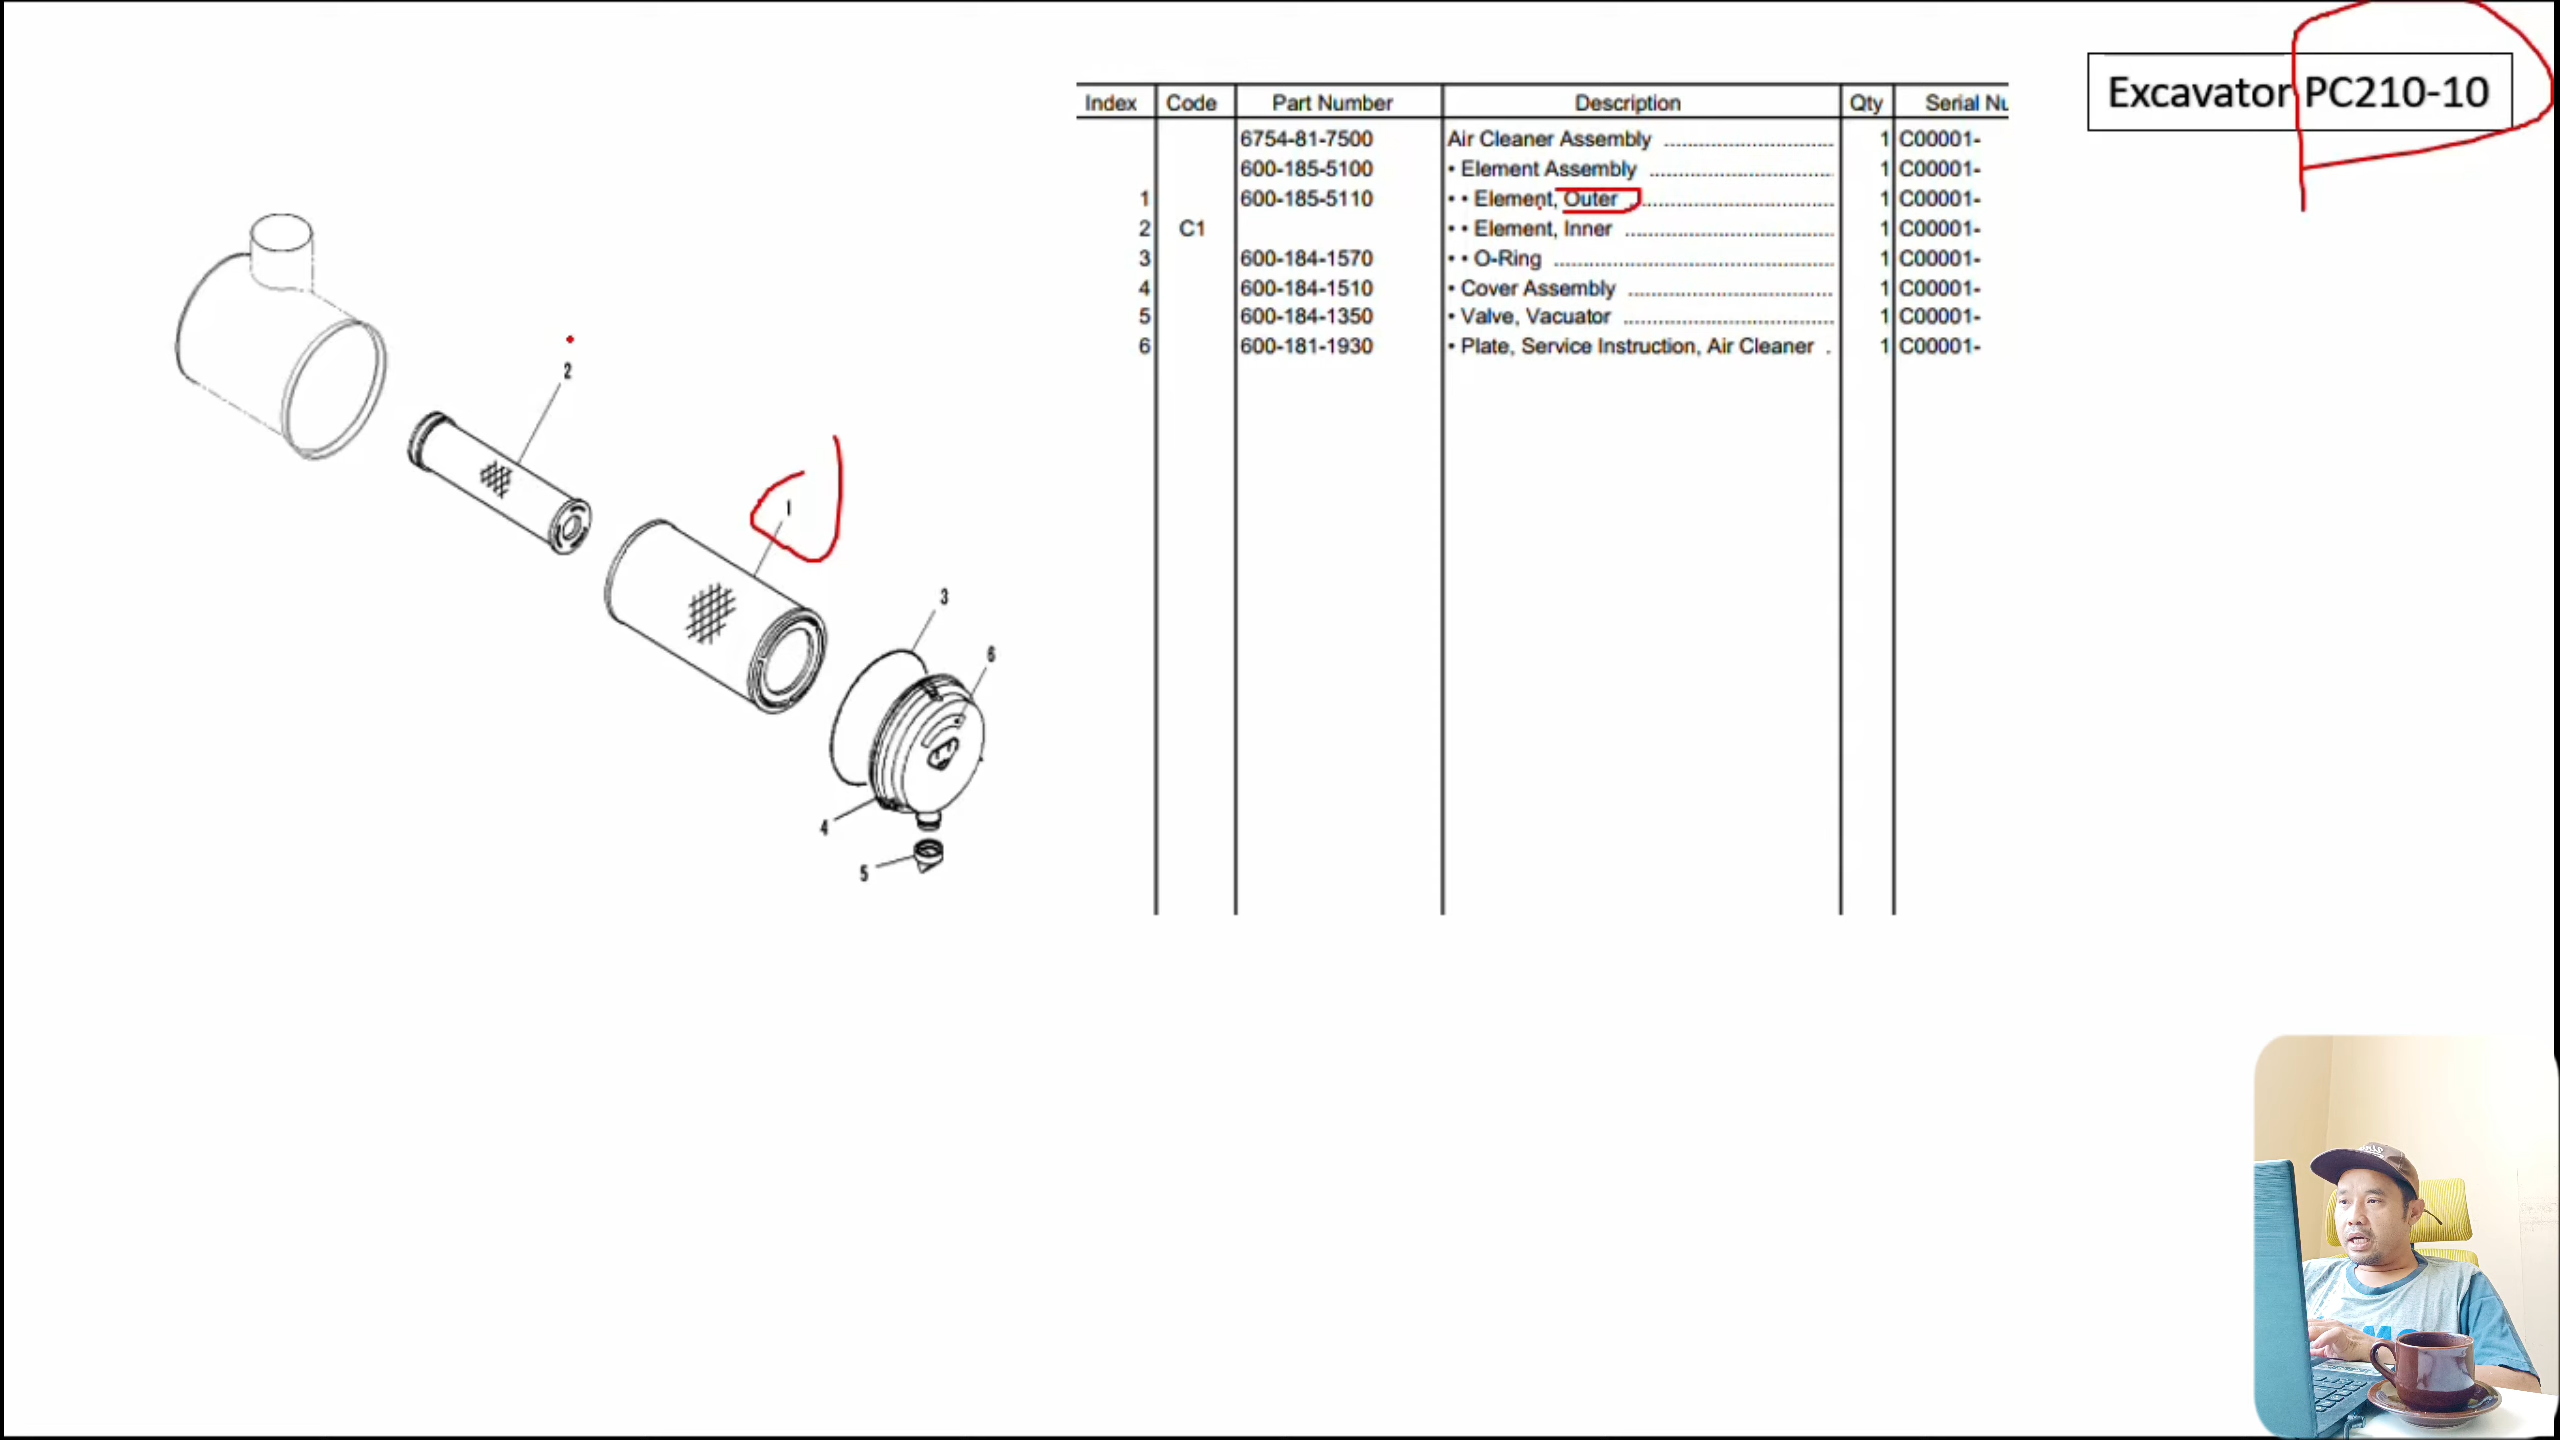 Excavator PC210-10
Index Code Part Number Description Qty Serial Nu
6754-81-7500 Air Cleaner Assembly 1 C00001-
600-185-5100 • Element Assembly 1 C00001-
1 600-185-5110 • • Element, Outer 1 C00001-
2 C1 • • Element, Inner 1 C00001-
3 600-184-1570 • • O-Ring 1 C00001-
4 600-184-1510 • Cover Assembly 1 C00001-
5 600-184-1350 • Valve, Vacuator 1 C00001-
6 600-181-1930 • Plate, Service Instruction, Air Cleaner 1 C00001-
2
1
3
6
4
5